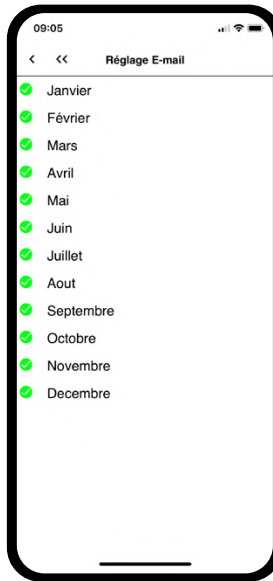 09:05
< << Réglage E-mail
Janvier
Février
Mars
Avril
Mai
Juin
Juillet
Aout
Septembre
Octobre
Novembre
Decembre